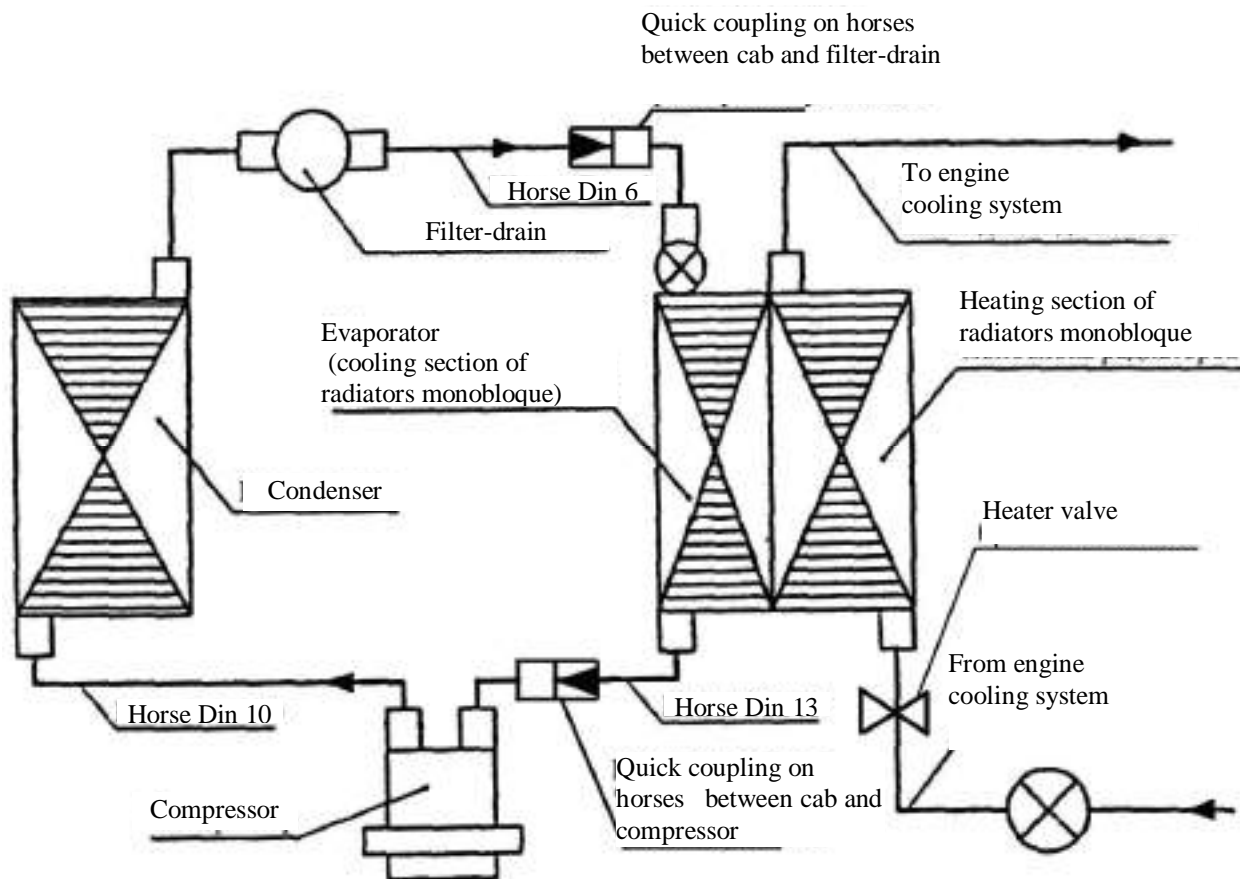 Quick coupling on horses
between cab and filter-drain
To engine
cooling system
Horse Din 6
Filter-drain
Heating section of
radiators monobloque
Evaporator
(cooling section of
radiators monobloque)
Condenser
Heater valve
From engine
cooling system
Horse Din 10
Horse Din 13
Compressor
Quick coupling on
horses between cab and
compressor